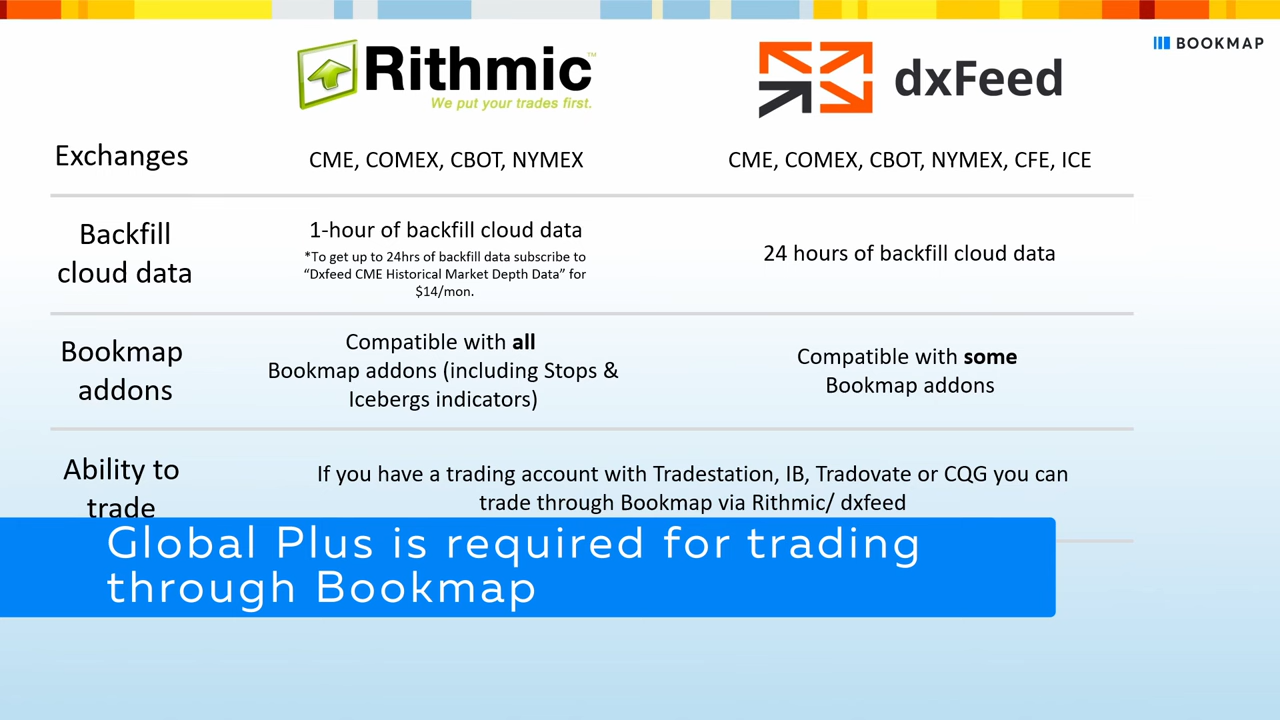 Rithmic™
We put your trades first.
dxFeed
BOOKMAP
Exchanges
CME, COMEX, CBOT, NYMEX
CME, COMEX, CBOT, NYMEX, CFE, ICE
Backfill
cloud data
1-hour of backfill cloud data
*To get up to 24hrs of backfill data subscribe to
“Dxfeed CME Historical Market Depth Data” for
$14/mon.
24 hours of backfill cloud data
Bookmap
addons
Compatible with all
Bookmap addons (including Stops &
Icebergs indicators)
Compatible with some
Bookmap addons
Ability to
trade
If you have a trading account with Tradestation, IB, Tradovate or CQG you can
trade through Bookmap via Rithmic/ dxfeed
Global Plus is required for trading
through Bookmap